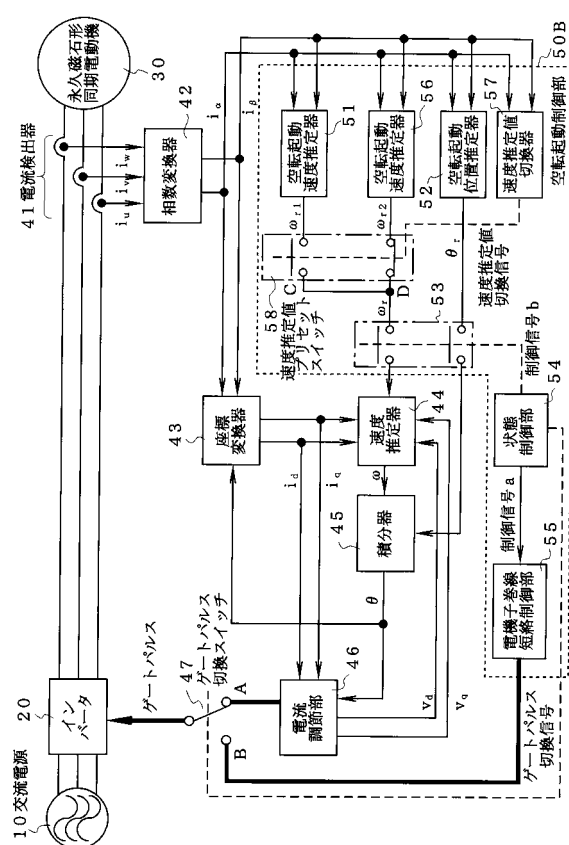 10 交流電源
20
イン
バータ
ゲートパルス
47
ゲートパルス
切換スイッチ
A
B
41 電流検出器
iu
iv
iw
永久磁石形
同期電動機
30
42
相数変換器
iα
iβ
43
座標
変換器
id
iq
44
速度
推定器
ω
45
積分器
θ
46
電流
調節部
vd
vq
空転起動
速度推定器
51
空転起動
速度推定器
56
空転起動
位置推定器
52
速度推定値
切換器
57
空転起動制御部
50B
ωr1
ωr2
θr
C
D
ωr
58
速度推定値
プリセット
スイッチ
53
速度推定値
切換信号
制御信号b
54
状態
制御部
制御信号a
55
電機子巻線
短絡制御部
ゲートパルス
切換信号